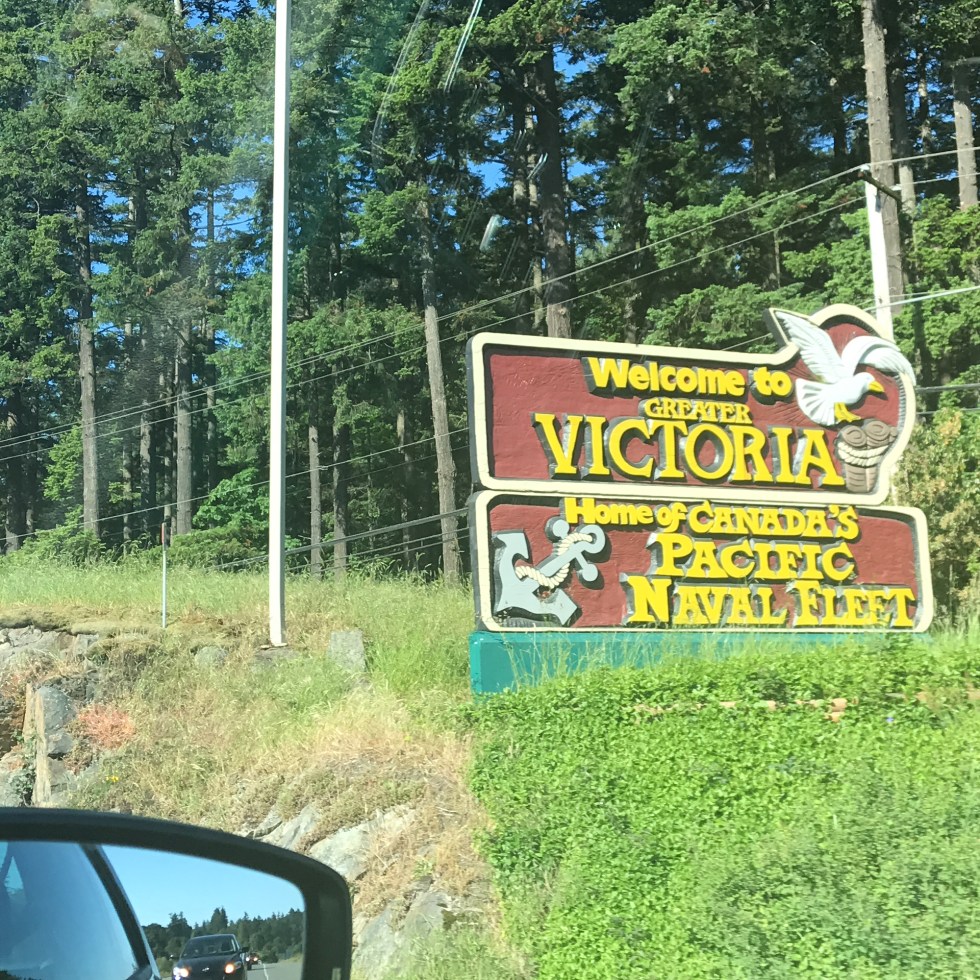 Welcome to
GREATER
VICTORIA
Home of CANADA'S
PACIFIC
NAVAL FLEET